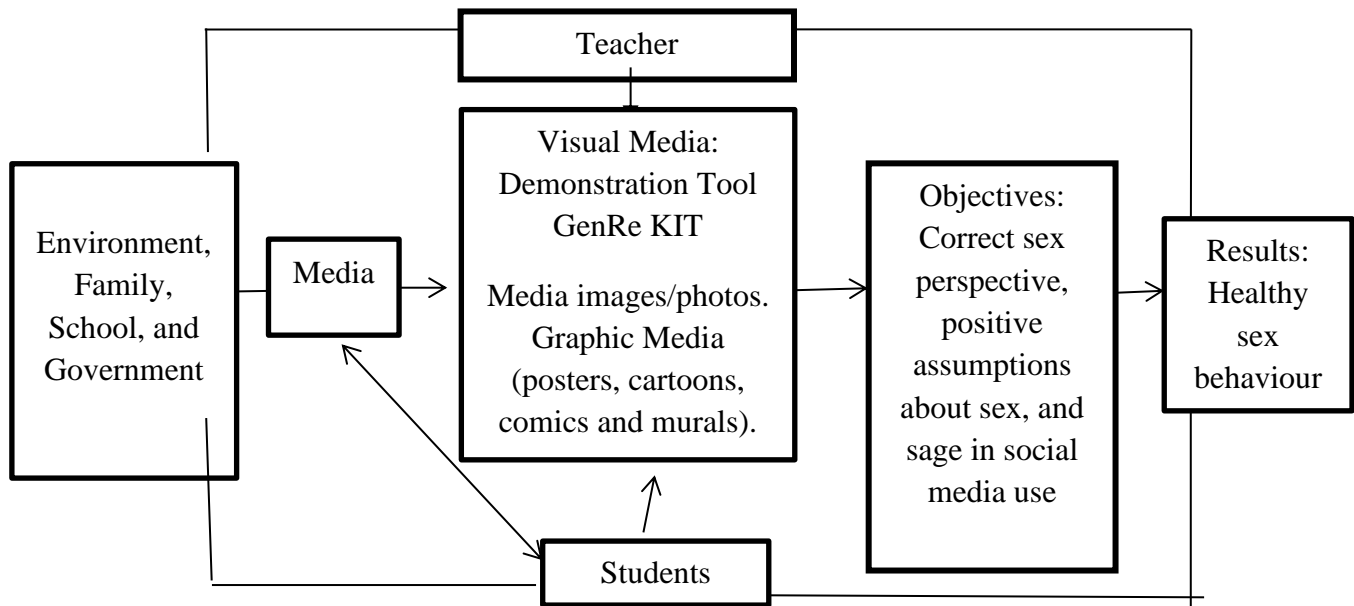 Teacher
Environment,
Family,
School, and
Government
Media
Visual Media:
Demonstration Tool
GenRe KIT
Media images/photos.
Graphic Media
(posters, cartoons,
comics and murals).
Objectives:
Correct sex
perspective,
positive
assumptions
about sex, and
sage in social
media use
Results:
Healthy
sex
behaviour
Students